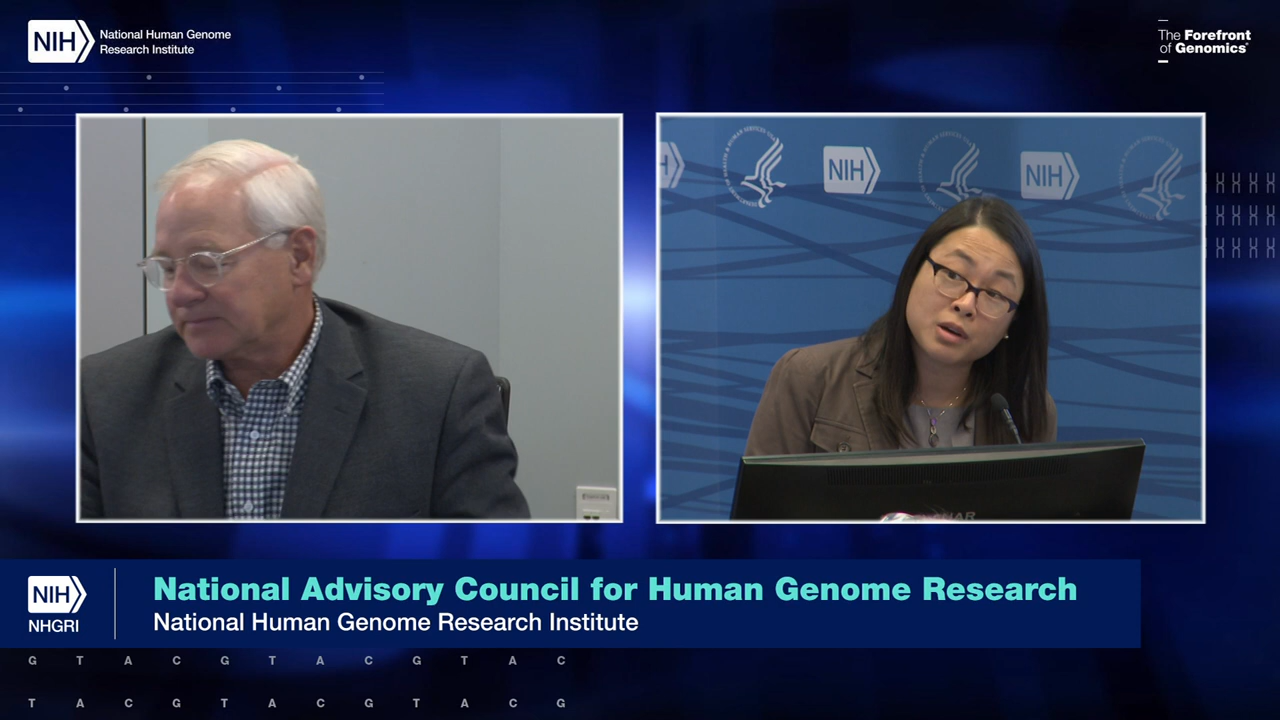 NIH
National Human Genome
Research Institute
The Forefront
of Genomics®
NIH
NIH
National Advisory Council for Human Genome Research
National Human Genome Research Institute
NIH
NHGRI
G T A C G T A C G T A C
T A C G T A C G T A C G